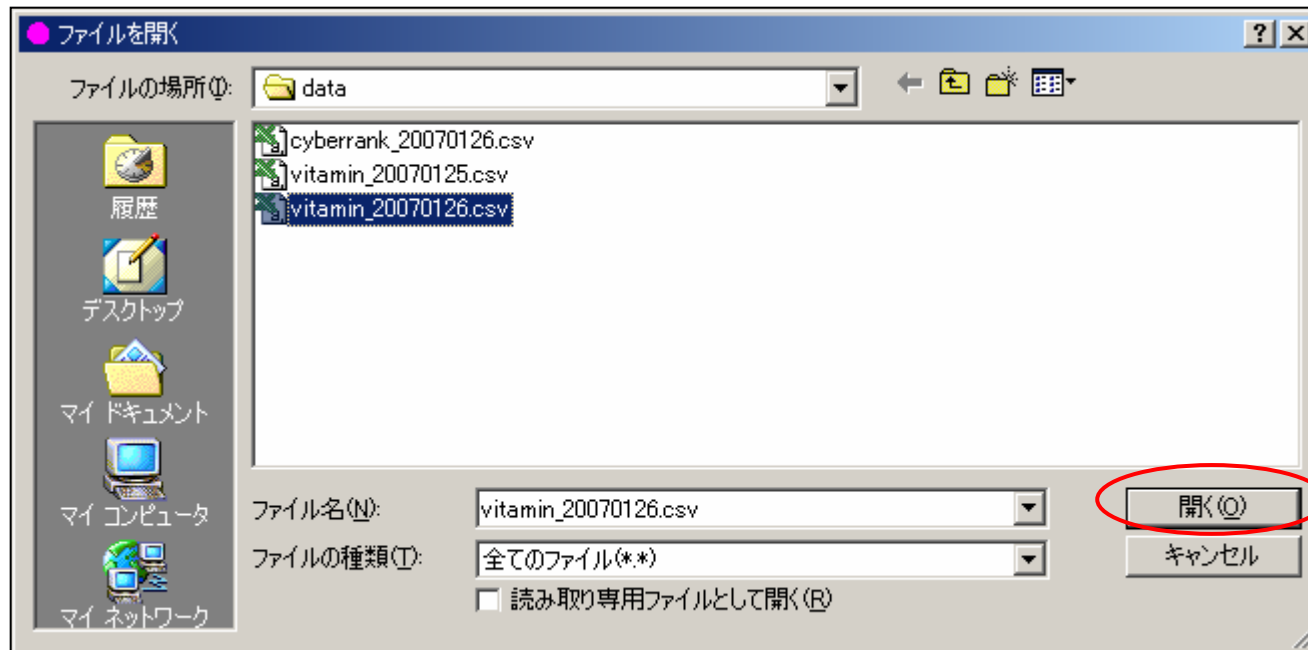 ファイルを開く
ファイルの場所(I):
data
cyberrank_20070126.csv
vitamin_20070125.csv
vitamin_20070126.csv
履歴
デスクトップ
マイ ドキュメント
マイ コンピュータ
マイ ネットワーク
ファイル名(N):
vitamin_20070126.csv
開く(O)
ファイルの種類(T):
全てのファイル(*.*)
キャンセル
読み取り専用ファイルとして開く(R)